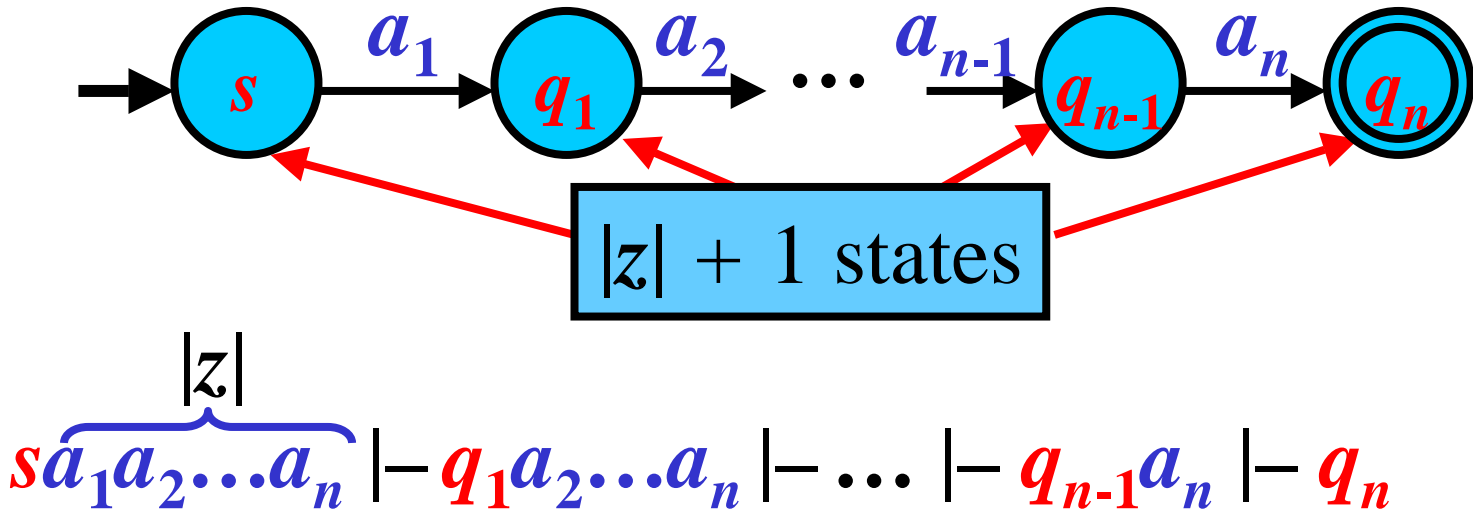 a₁ a₂ ... aₙ₋₁ aₙ
s q₁ qₙ₋₁ qₙ
|z| + 1 states
|z|
sa₁a₂...aₙ |– q₁a₂...aₙ |– ... |– qₙ₋₁aₙ |– qₙ